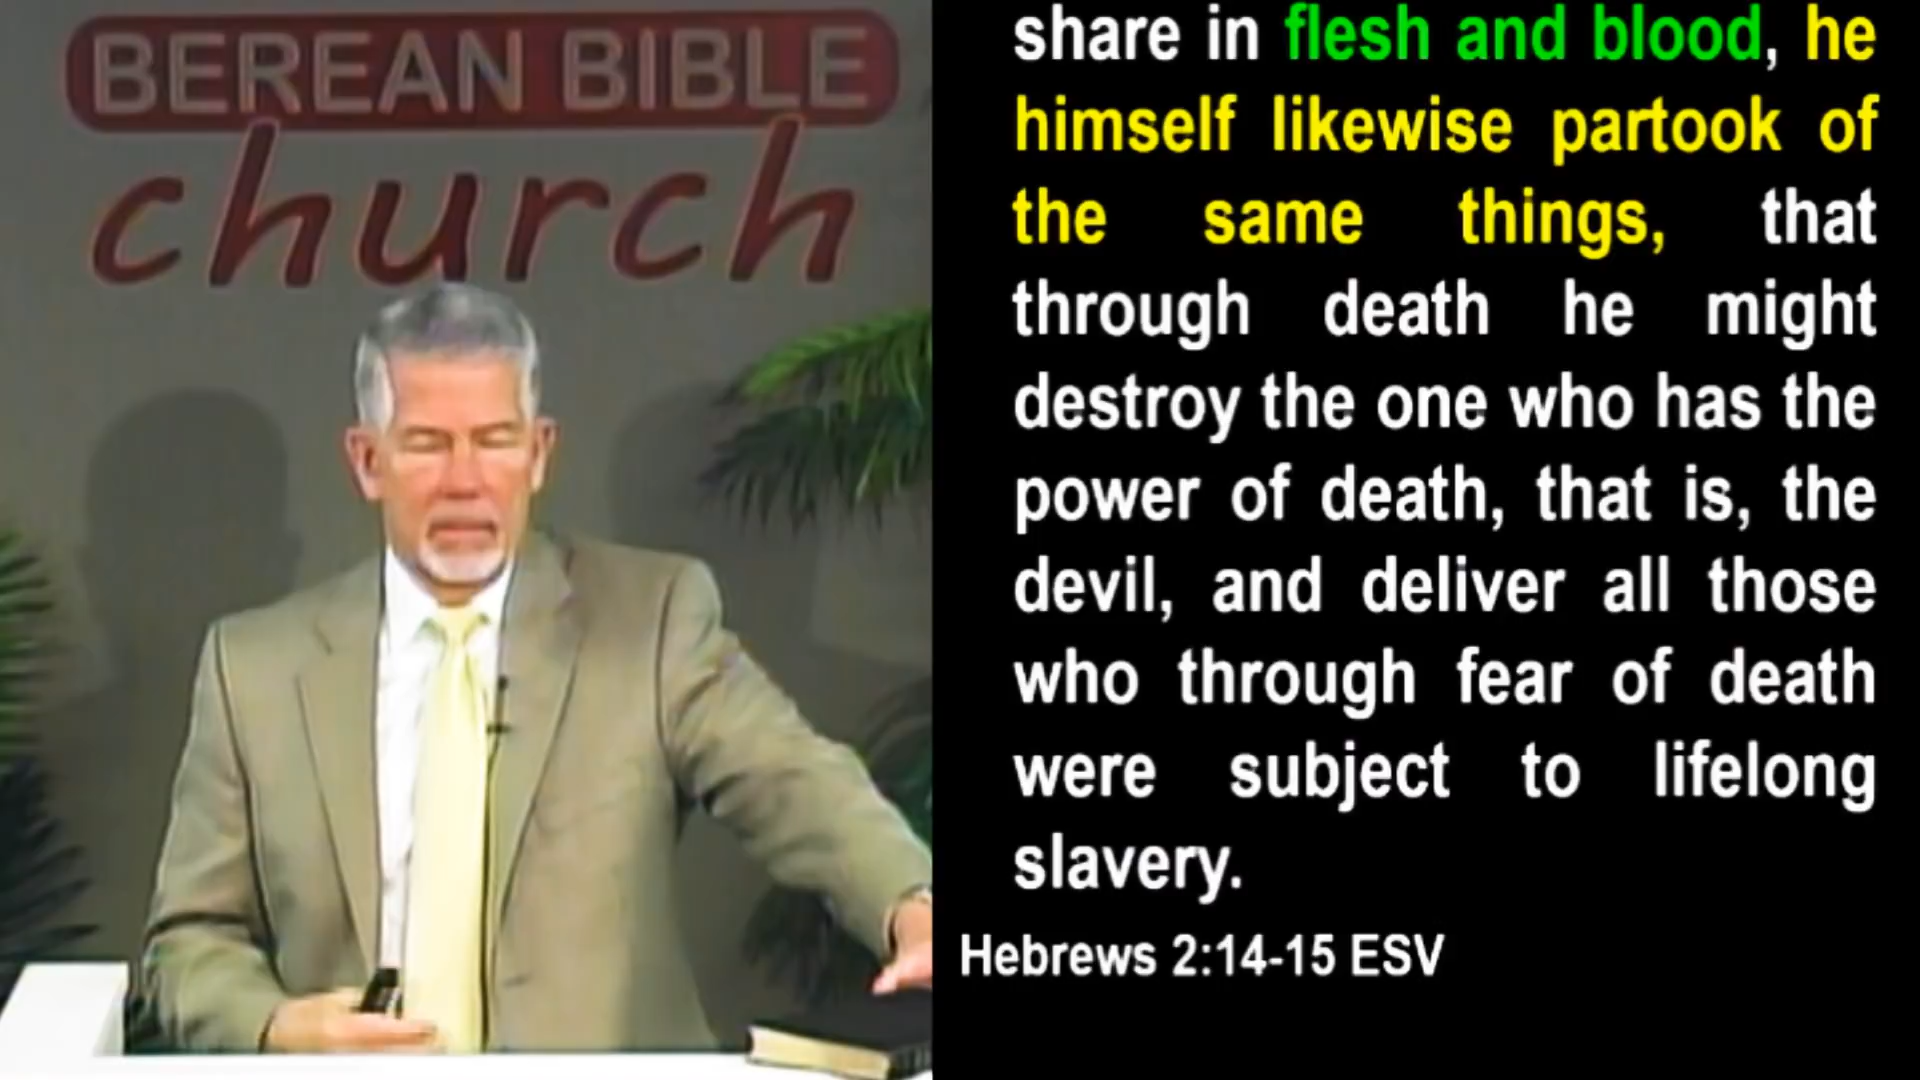 BEREAN BIBLE
church
share in flesh and blood, he
himself likewise partook of
the same things, that
through death he might
destroy the one who has the
power of death, that is, the
devil, and deliver all those
who through fear of death
were subject to lifelong
slavery.
Hebrews 2:14-15 ESV